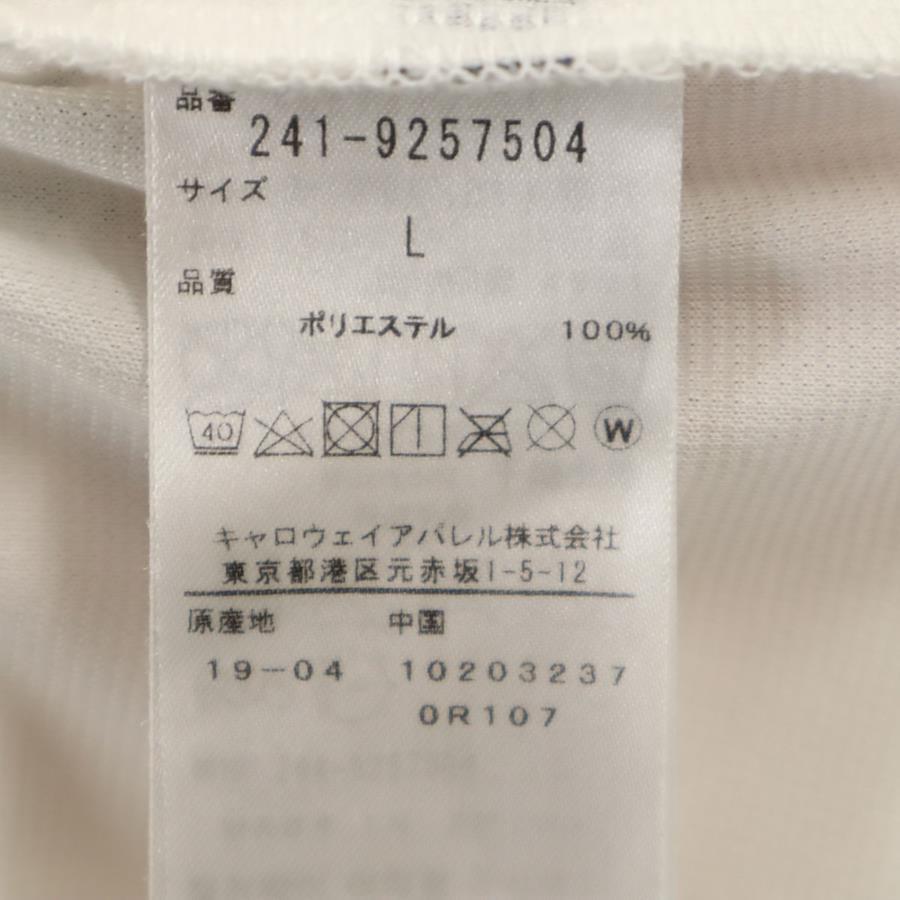 品番
241-9257504
サイズ
L
品質
ポリエステル 100%
40 W
キャロウェイアパレル株式会社
東京都港区元赤坂1-5-12
原産地 中国
19-04 10203237
0R107